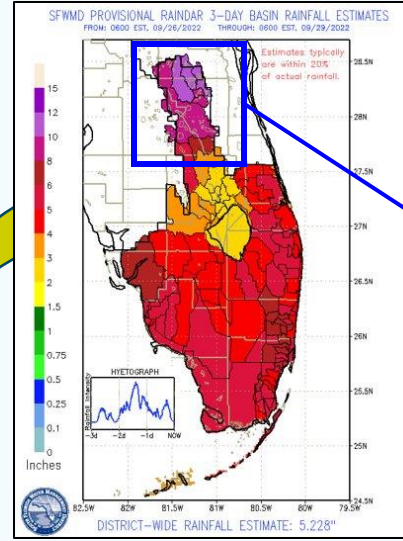 SFWMD PROVISIONAL RAINDAR 3-DAY BASIN RAINFALL ESTIMATES
FROM: 0600 EST, 09/26/2022 THROUGH: 0600 EST, 09/29/2022
Estimates typically
are within 20%
of actual rainfall.
28.5N
28N
27.5N
27N
26.5N
26N
25.5N
25N
24.5N
15
12
10
8
6
5
4
3
2
1.5
1
0.75
0.5
0.25
0.1
0
Inches
HYETOGRAPH
Rainfall Intensity
-3d -2d -1d NOW
82.5W 82W 81.5W 81W 80.5W 80W 79.5W
DISTRICT-WIDE RAINFALL ESTIMATE: 5.228"